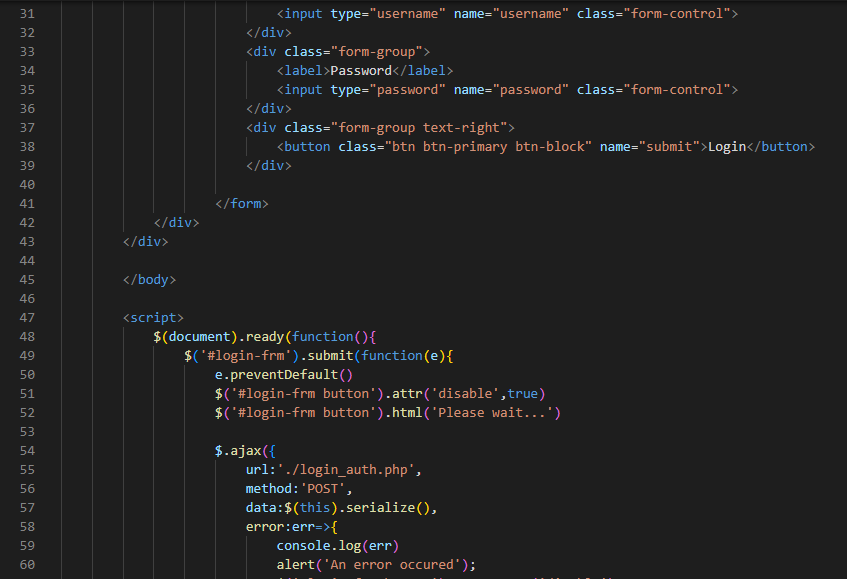 31 <input type="username" name="username" class="form-control">
32 </div>
33 <div class="form-group">
34 <label>Password</label>
35 <input type="password" name="password" class="form-control">
36 </div>
37 <div class="form-group text-right">
38 <button class="btn btn-primary btn-block" name="submit">Login</button>
39 </div>
40
41 </form>
42 </div>
43 </div>
44
45 </body>
46
47 <script>
48 $(document).ready(function(){
49 $('#login-frm').submit(function(e){
50 e.preventDefault()
51 $('#login-frm button').attr('disable',true)
52 $('#login-frm button').html('Please wait...')
53
54 $.ajax({
55 url:'./login_auth.php',
56 method:'POST',
57 data:$(this).serialize(),
58 error:err=>{
59 console.log(err)
60 alert('An error occured');